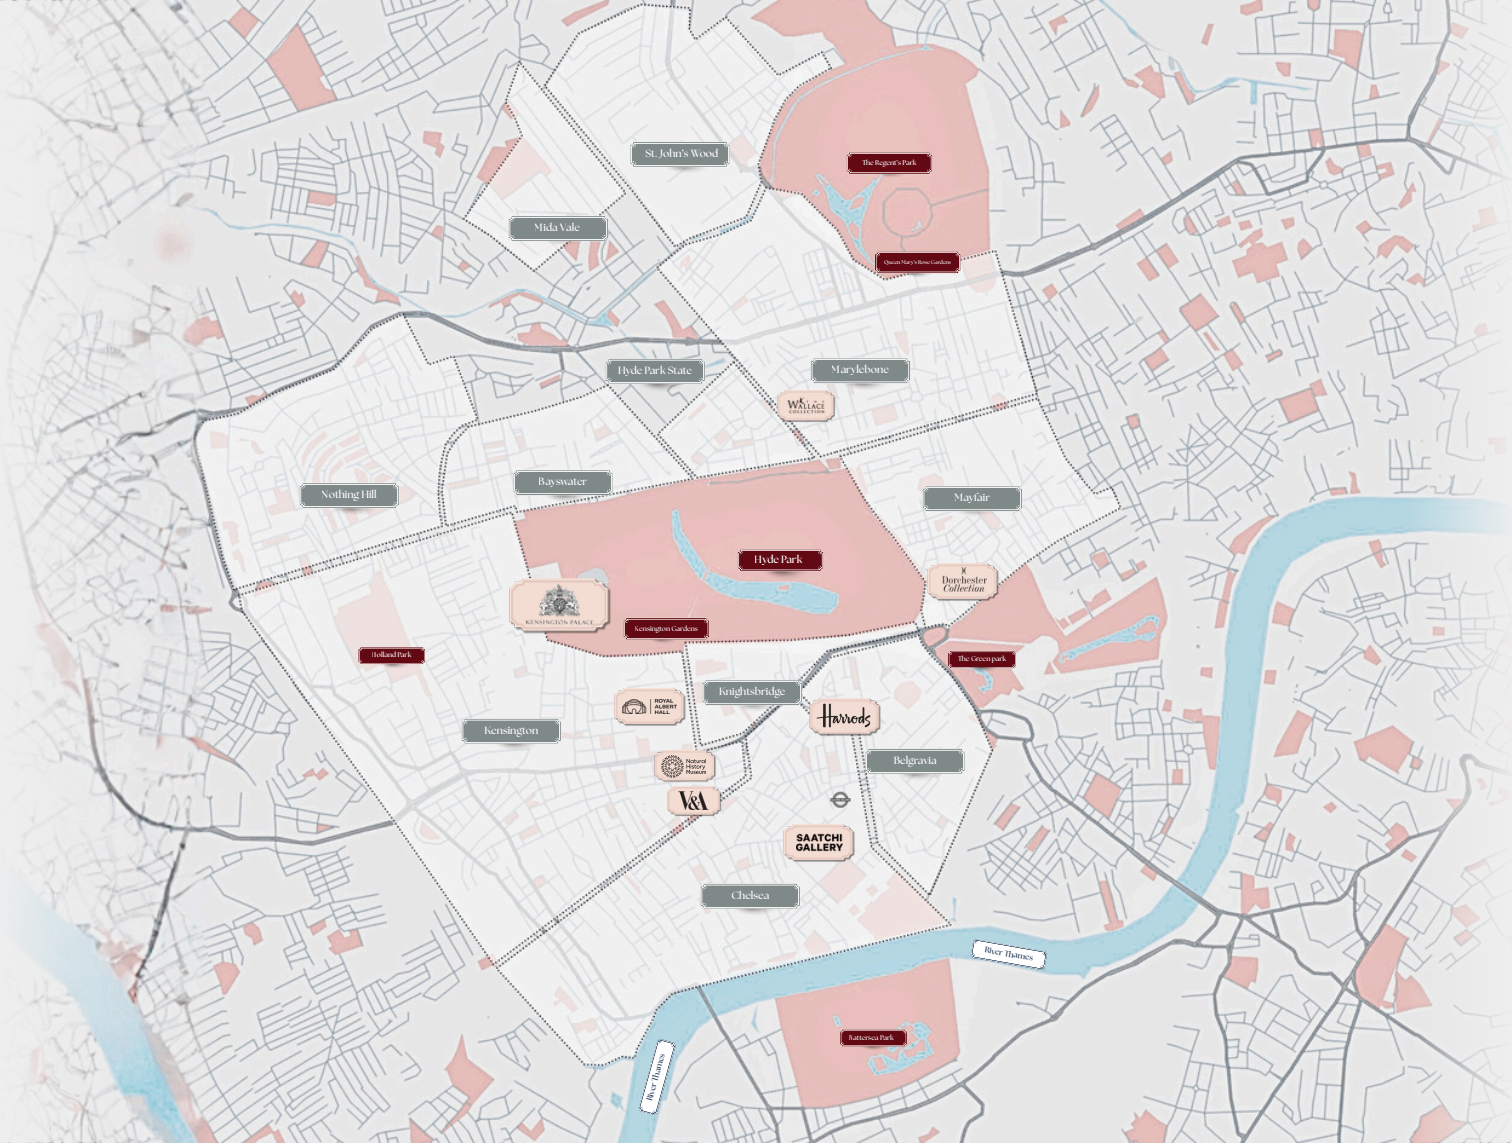 St. John's Wood
The Regent's Park
Mida Vale
Queen Mary's Rose Gardens
Hyde Park State
Marylebone
WALLACE
COLLECTION
Bayswater
Nothing Hill
Mayfair
Hyde Park
Dorchester
Collection
KENSINGTON PALACE
Kensington Gardens
Holland Park
The Green park
Knightsbridge
ROYAL
ALBERT
HALL
Harrods
Kensington
Belgravia
Natural
History
Museum
V&A
SAATCHI
GALLERY
Chelsea
River Thames
Battersea Park
River Thames